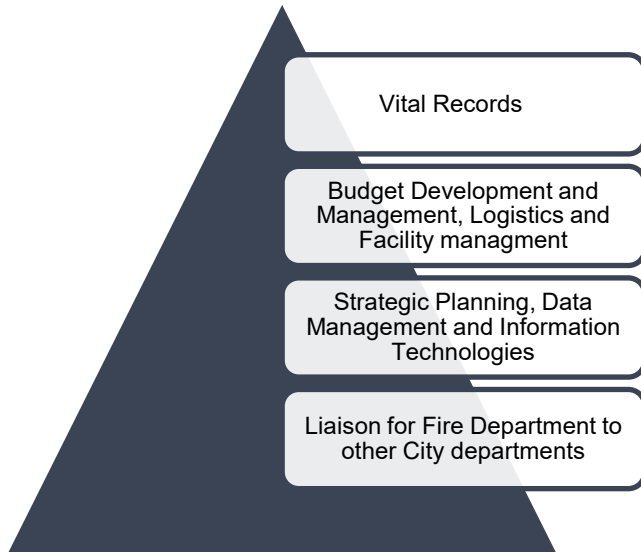 Vital Records
Budget Development and
Management, Logistics and
Facility managment
Strategic Planning, Data
Management and Information
Technologies
Liaison for Fire Department to
other City departments